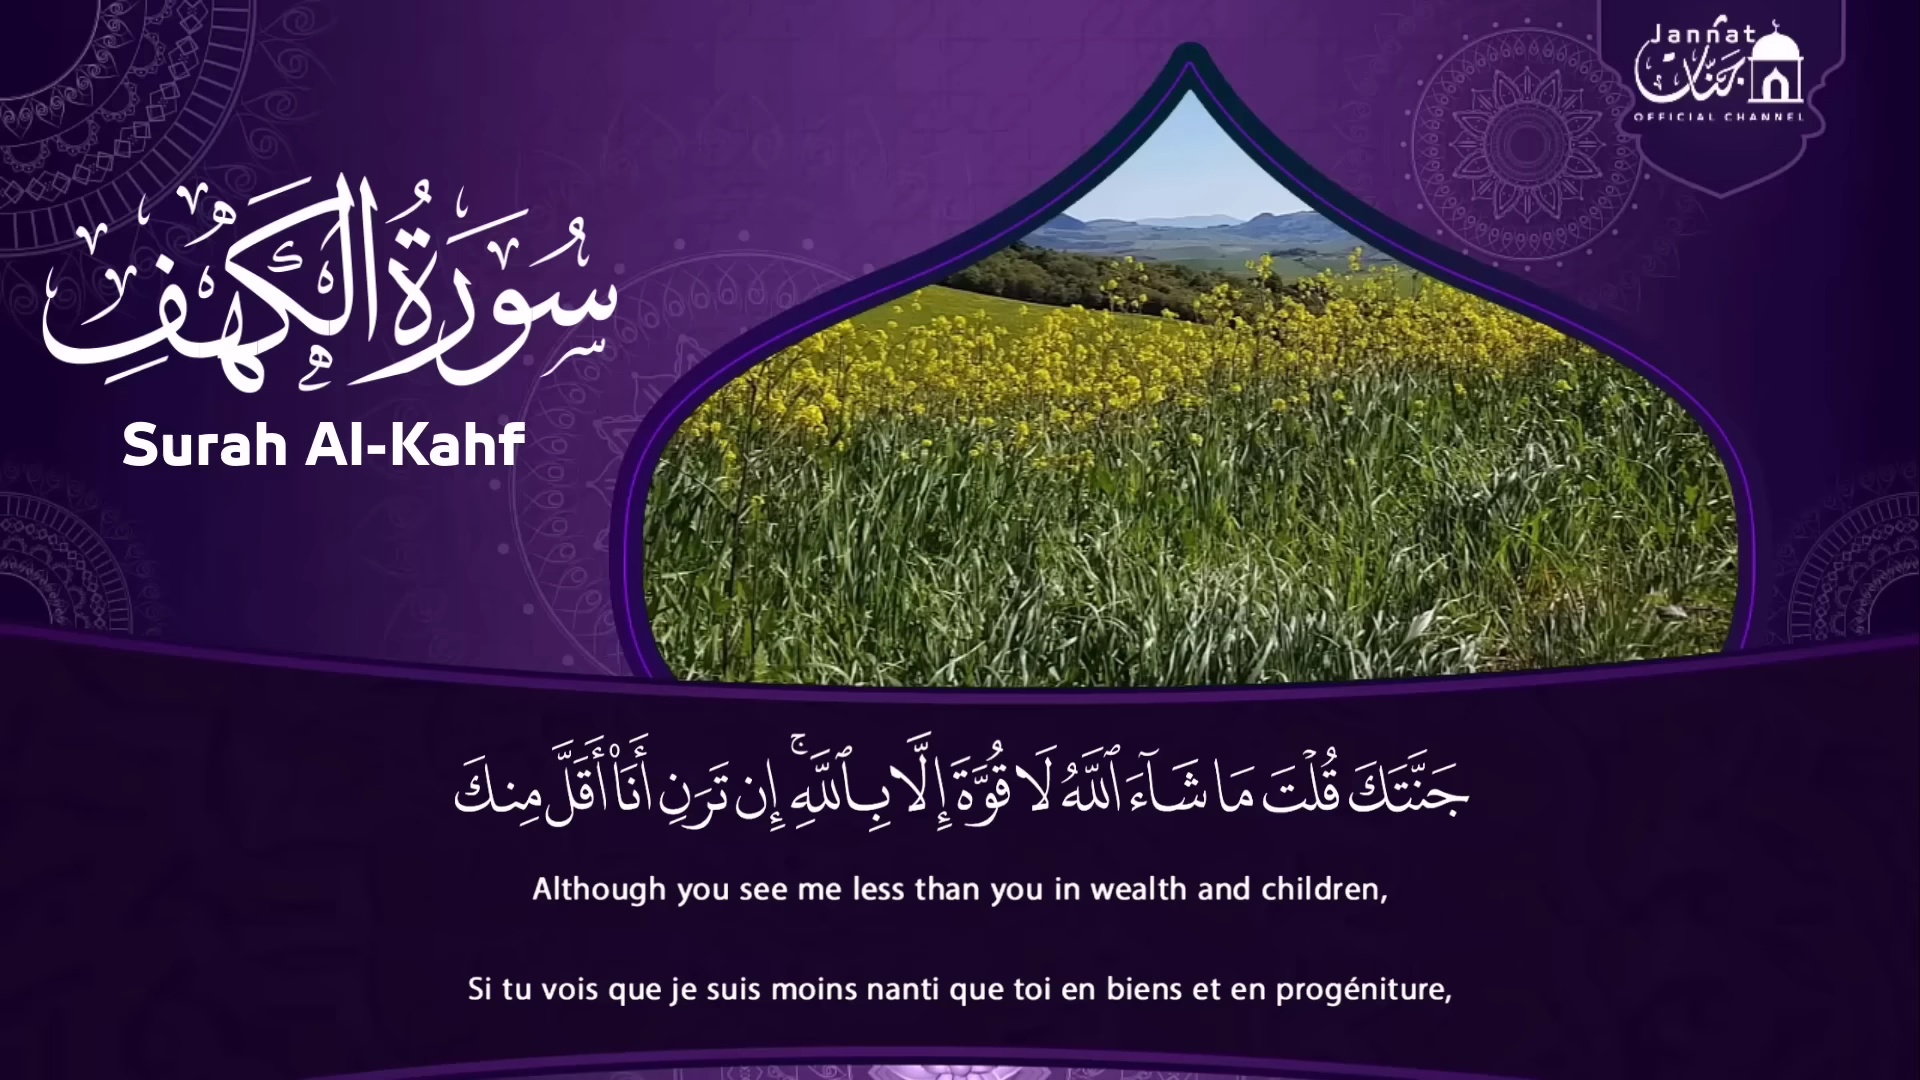 Jannat
جنّات
OFFICIAL CHANNEL
سُورَةُ الكَهْفِ
Surah Al-Kahf
جَنَّتَكَ قُلْتَ مَا شَآءَ ٱللَّهُ لَا قُوَّةَ إِلَّا بِٱللَّهِ ۚ إِن تَرَنِ أَنَا۠ أَقَلَّ مِنكَ
Although you see me less than you in wealth and children,
Si tu vois que je suis moins nanti que toi en biens et en progéniture,